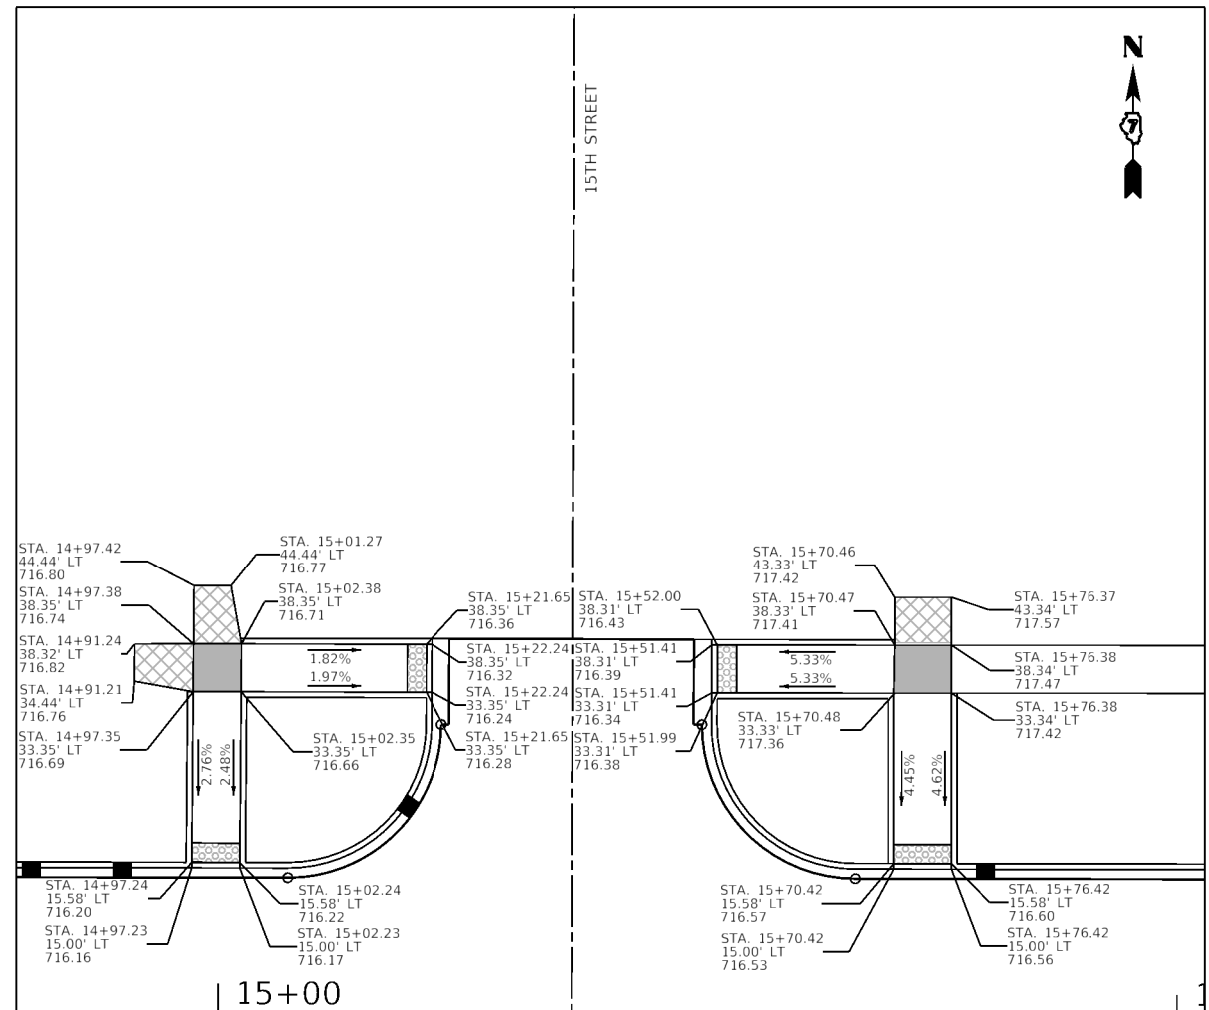 N
7
15TH STREET
STA. 14+97.42
44.44' LT
716.80
STA. 15+01.27
44.44' LT
716.77
STA. 14+97.38
38.35' LT
716.74
STA. 15+02.38
38.35' LT
716.71
STA. 14+91.24
38.32' LT
716.82
STA. 14+91.21
34.44' LT
716.76
STA. 14+97.35
33.35' LT
716.69
STA. 15+02.35
33.35' LT
716.66
1.82%
1.97%
2.76%
2.48%
STA. 15+21.65
38.35' LT
716.36
STA. 15+22.24
38.35' LT
716.32
STA. 15+22.24
33.35' LT
716.24
STA. 15+21.65
33.35' LT
716.28
STA. 15+52.00
38.31' LT
716.43
STA. 15+51.41
38.31' LT
716.39
STA. 15+51.41
33.31' LT
716.34
STA. 15+51.99
33.31' LT
716.38
STA. 15+70.46
43.33' LT
717.42
STA. 15+70.47
38.33' LT
717.41
STA. 15+76.37
43.34' LT
717.57
STA. 15+76.38
38.34' LT
717.47
STA. 15+76.38
33.34' LT
717.42
5.33%
5.33%
STA. 15+70.48
33.33' LT
717.36
4.45%
4.62%
STA. 14+97.24
15.58' LT
716.20
STA. 14+97.23
15.00' LT
716.16
STA. 15+02.24
15.58' LT
716.22
STA. 15+02.23
15.00' LT
716.17
STA. 15+70.42
15.58' LT
716.57
STA. 15+70.42
15.00' LT
716.53
STA. 15+76.42
15.58' LT
716.60
STA. 15+76.42
15.00' LT
716.56
15+00